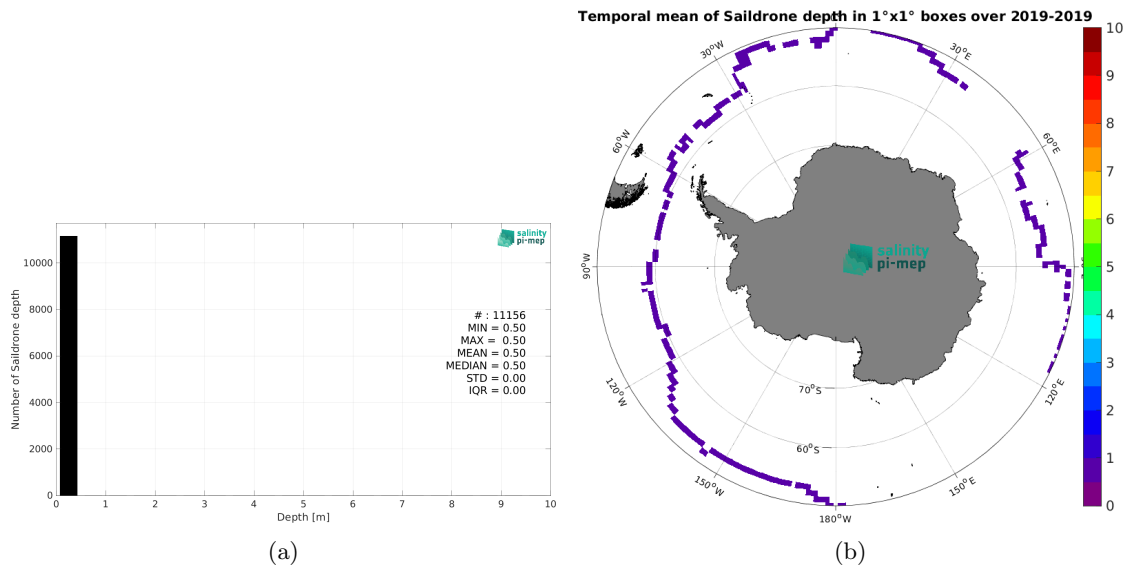 Number of Saildrone depth
10000
8000
6000
4000
2000
0
salinity
pi-mep
# : 11156
MIN = 0.50
MAX = 0.50
MEAN = 0.50
MEDIAN = 0.50
STD = 0.00
IQR = 0.00
0 1 2 3 4 5 6 7 8 9 10
Depth [m]
(a)
Temporal mean of Saildrone depth in 1°x1° boxes over 2019-2019
30°W
30°E
60°W
60°E
90°W
salinity
pi-mep
120°W
120°E
70°S
60°S
150°W
150°E
180°W
10
9
8
7
6
5
4
3
2
1
0
(b)